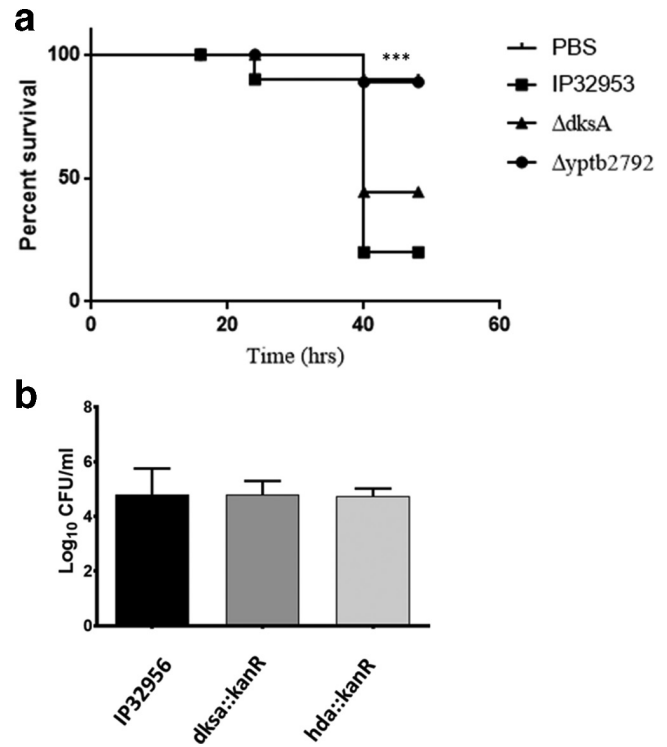 a
Percent survival
100
50
0
***
0 20 40 60
Time (hrs)
PBS
IP32953
ΔdksA
Δyptb2792
b
Log10 CFU/ml
8
6
4
2
0
IP32956
dksa::kanR
hda::kanR